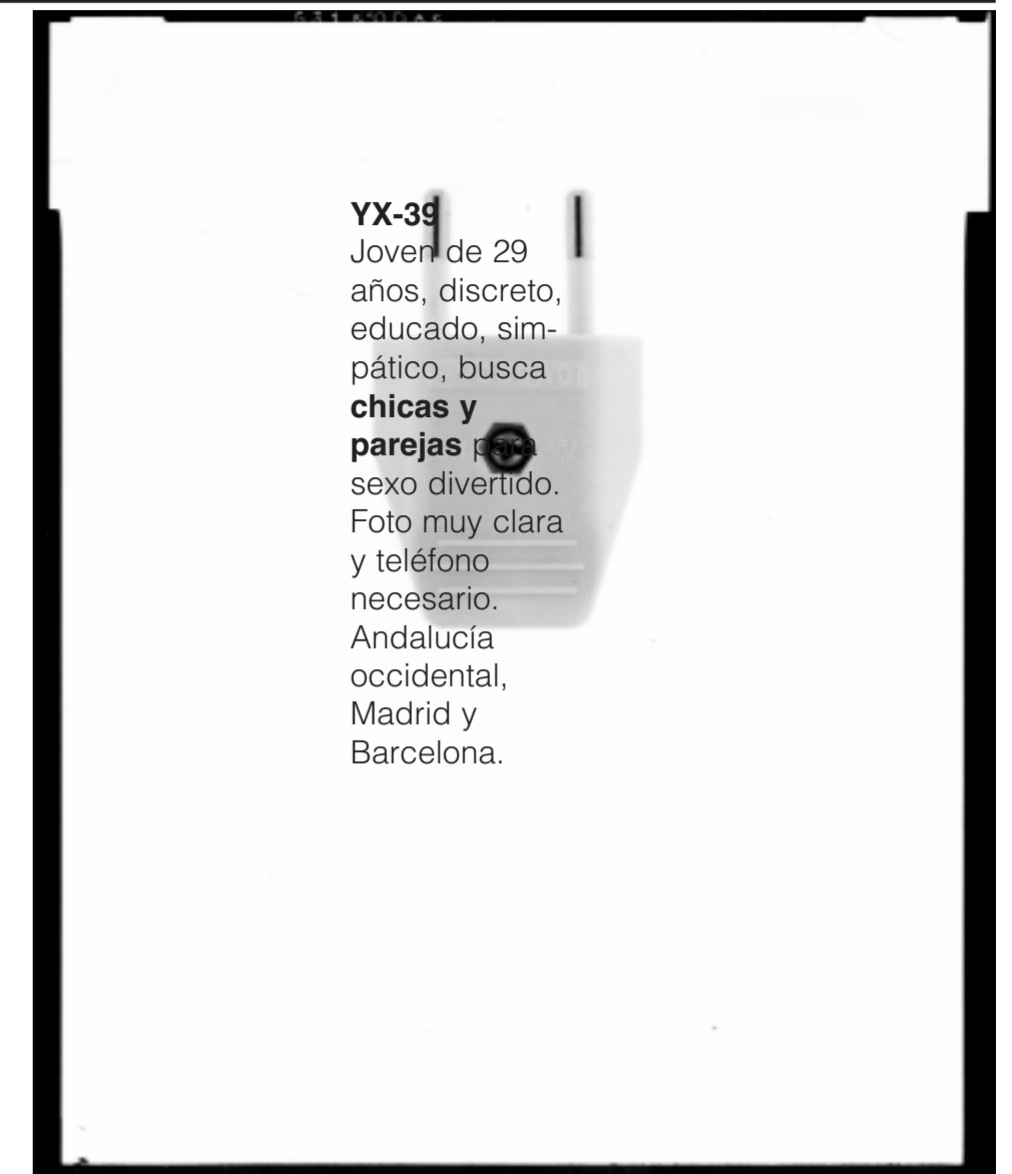 YX-39
Joven de 29
años, discreto,
educado, sim-
pático, busca
chicas y
parejas para
sexo divertido.
Foto muy clara
y teléfono
necesario.
Andalucía
occidental,
Madrid y
Barcelona.